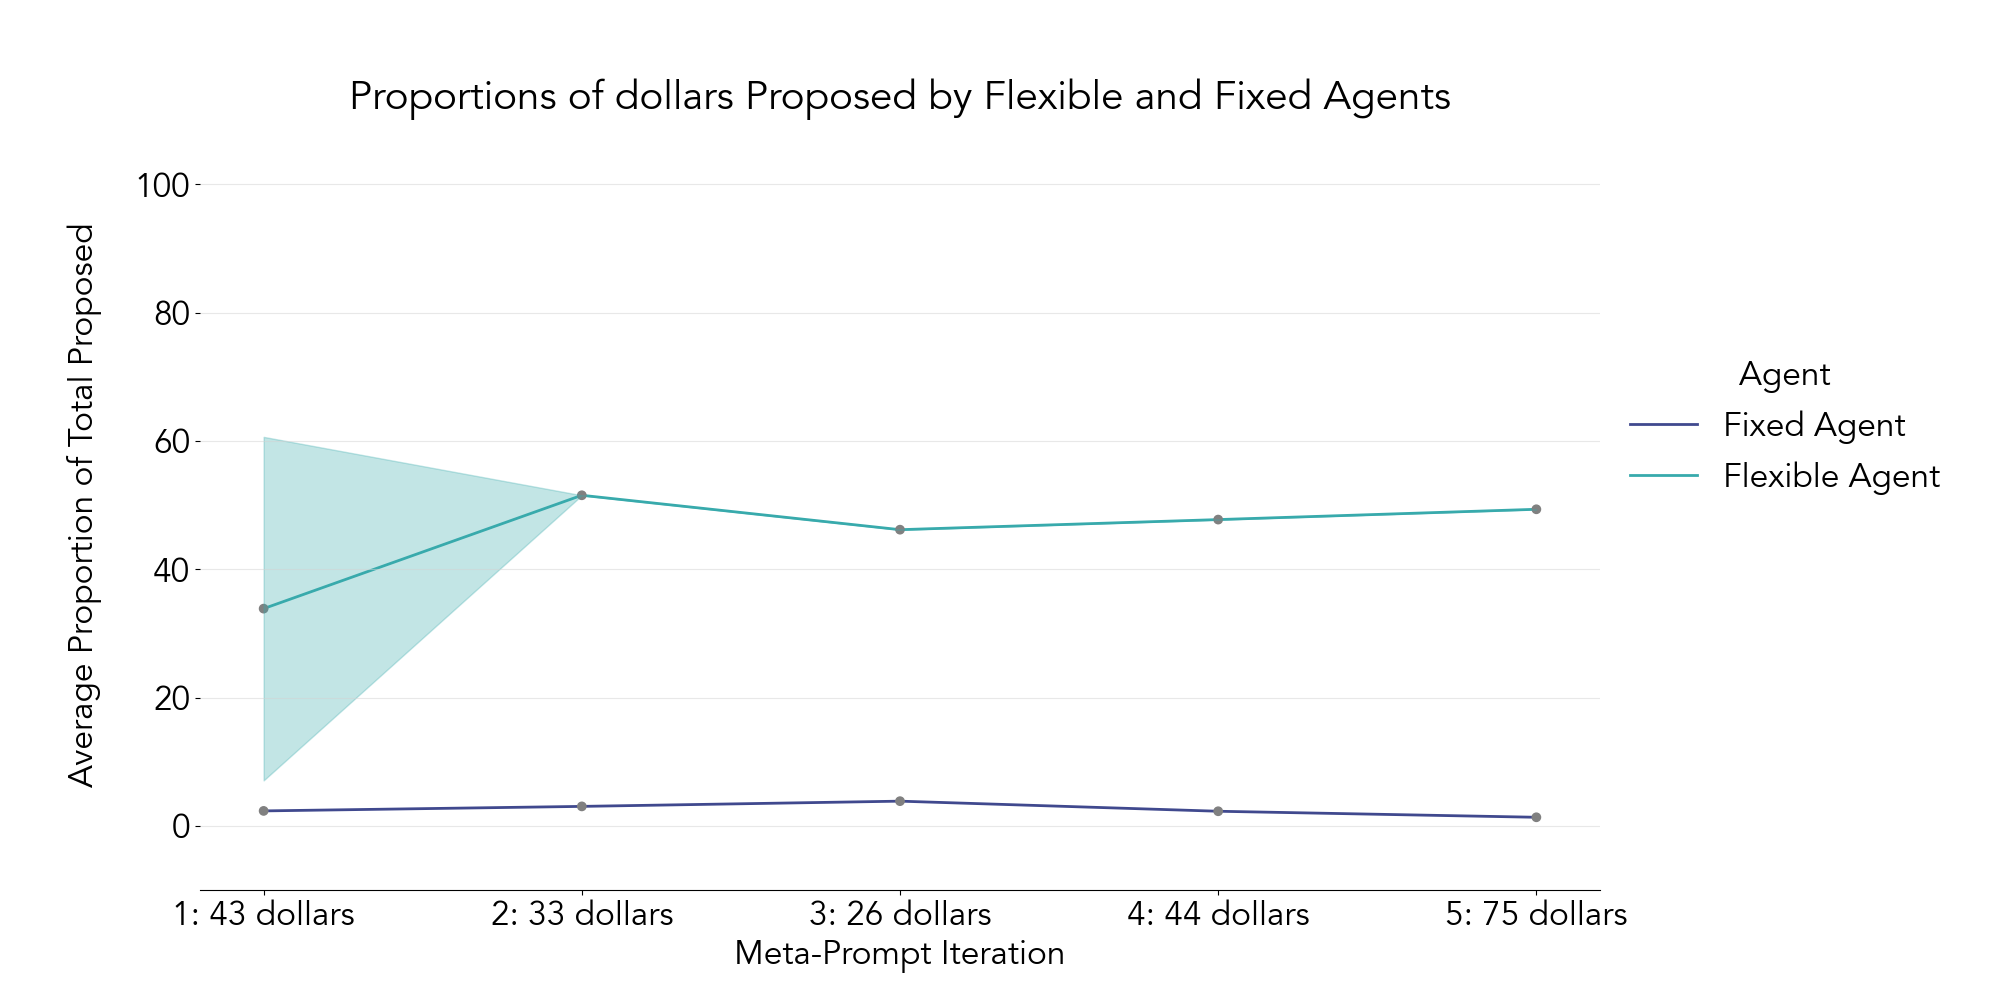 Proportions of dollars Proposed by Flexible and Fixed Agents
Average Proportion of Total Proposed
100
80
60
40
20
0
1: 43 dollars
2: 33 dollars
3: 26 dollars
4: 44 dollars
5: 75 dollars
Meta-Prompt Iteration
Agent
Fixed Agent
Flexible Agent